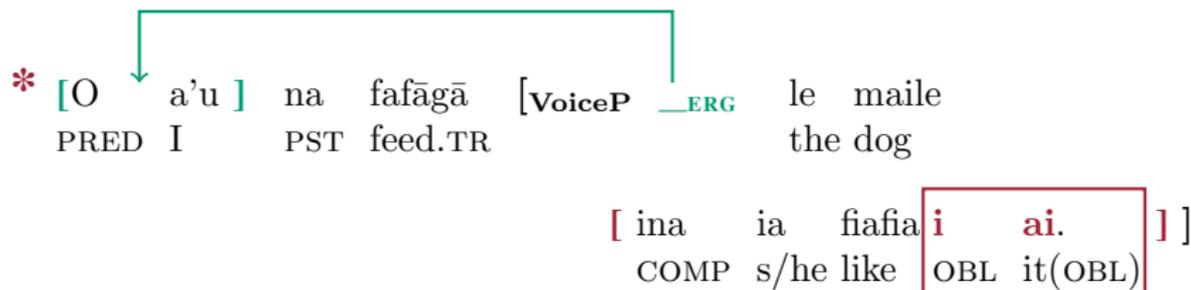 * [O a'u ] na fafāgā [VoiceP __ERG le maile
PRED I PST feed.TR the dog
[ ina ia fiafia i ai. ] ]
COMP s/he like OBL it(OBL)